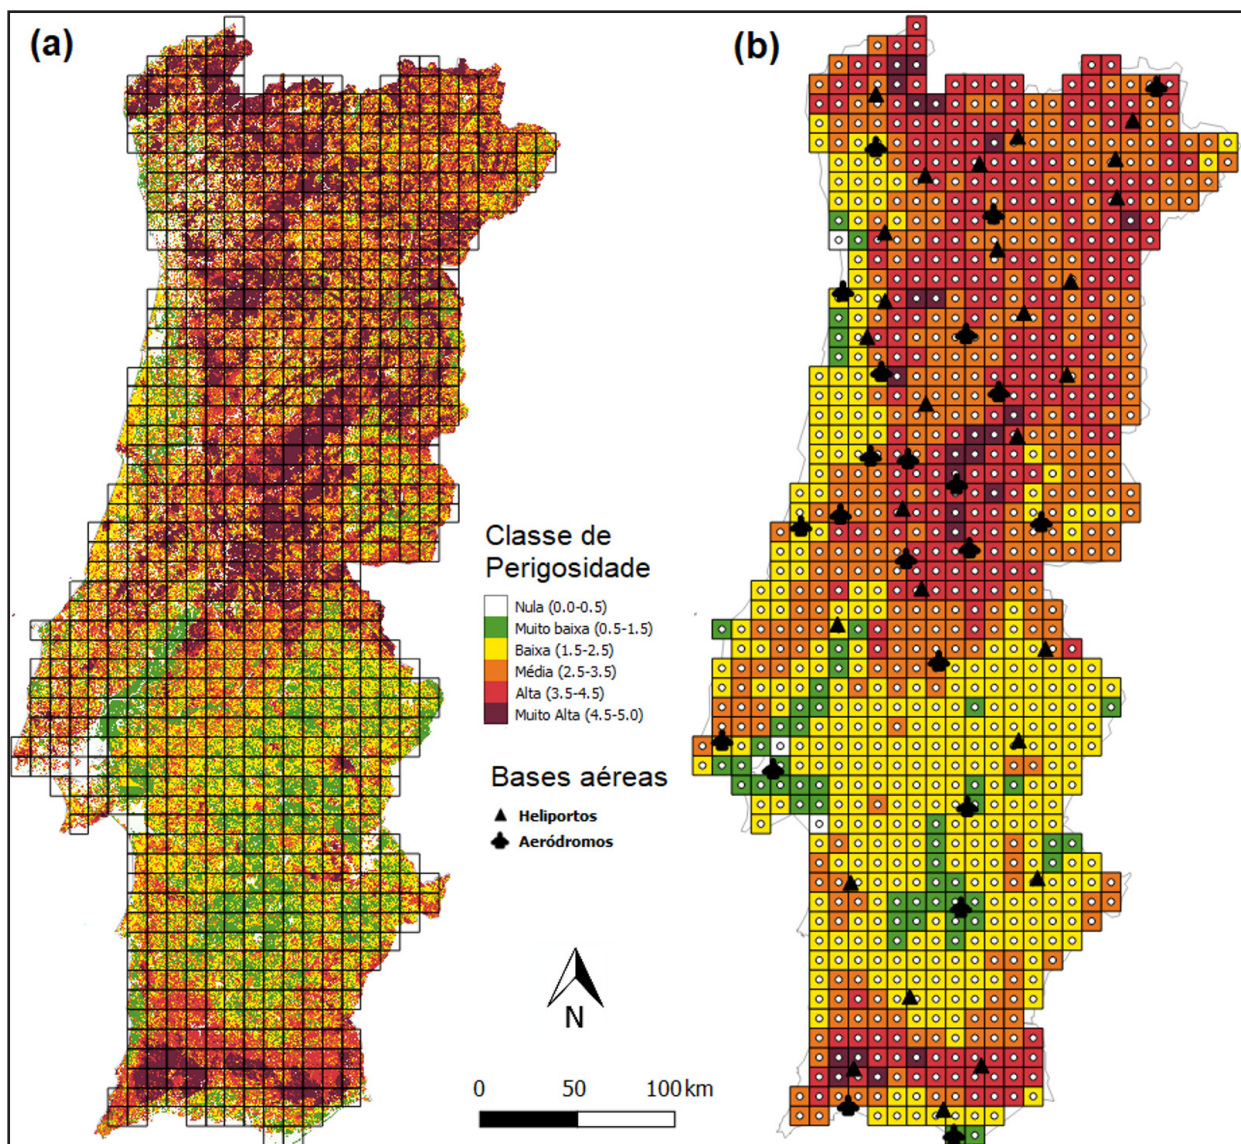 (a)
(b)
Classe de
Perigosidade
Nula (0.0-0.5)
Muito baixa (0.5-1.5)
Baixa (1.5-2.5)
Média (2.5-3.5)
Alta (3.5-4.5)
Muito Alta (4.5-5.0)
Bases aéreas
Heliportos
Aeródromos
N
0 50 100 km